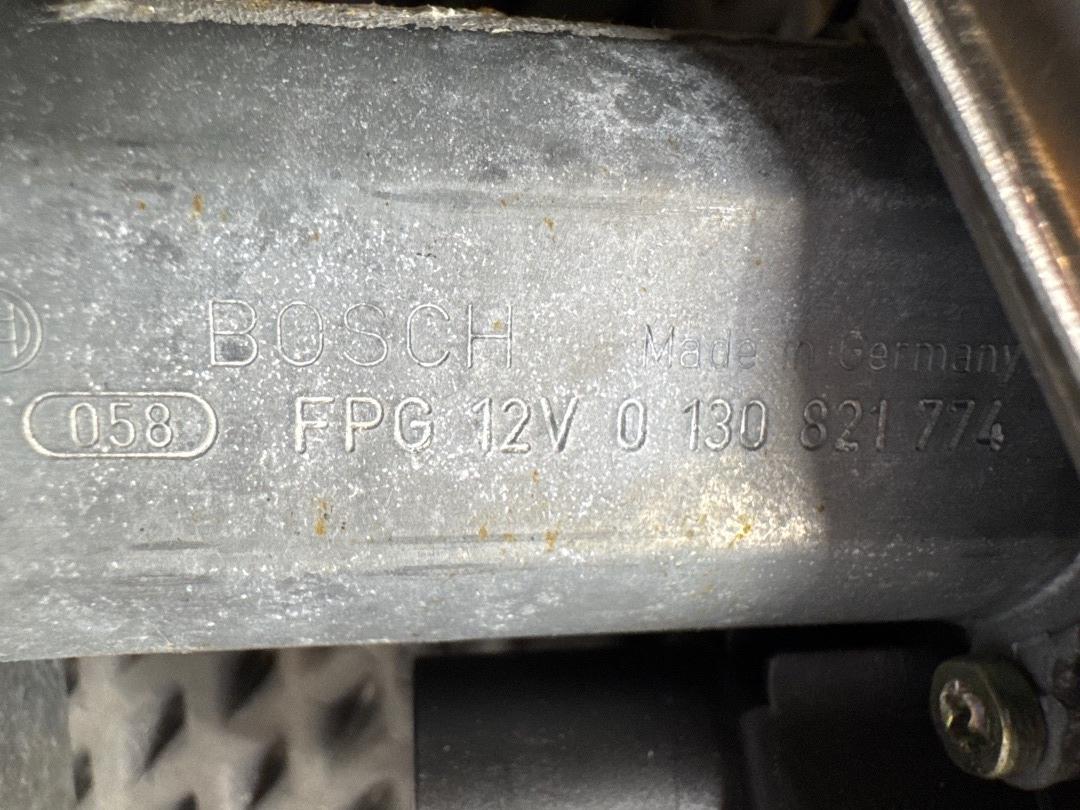 BOSCH Made in Germany
058 FPG 12V 0 130 821 774